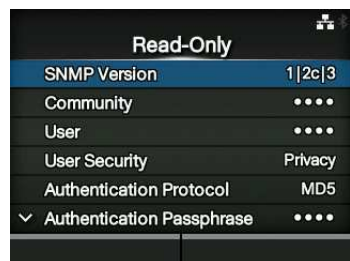 Read-Only
SNMP Version 1|2c|3
Community ••••
User ••••
User Security Privacy
Authentication Protocol MD5
Authentication Passphrase ••••